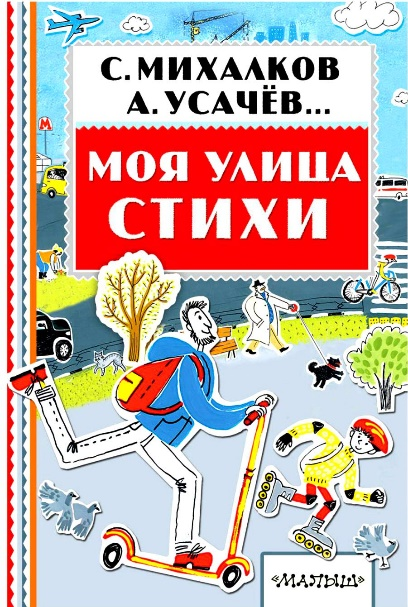 С. МИХАЛКОВ
А. УСАЧЁВ...
М
МОЯ УЛИЦА
СТИХИ
«МАЛЫШ»